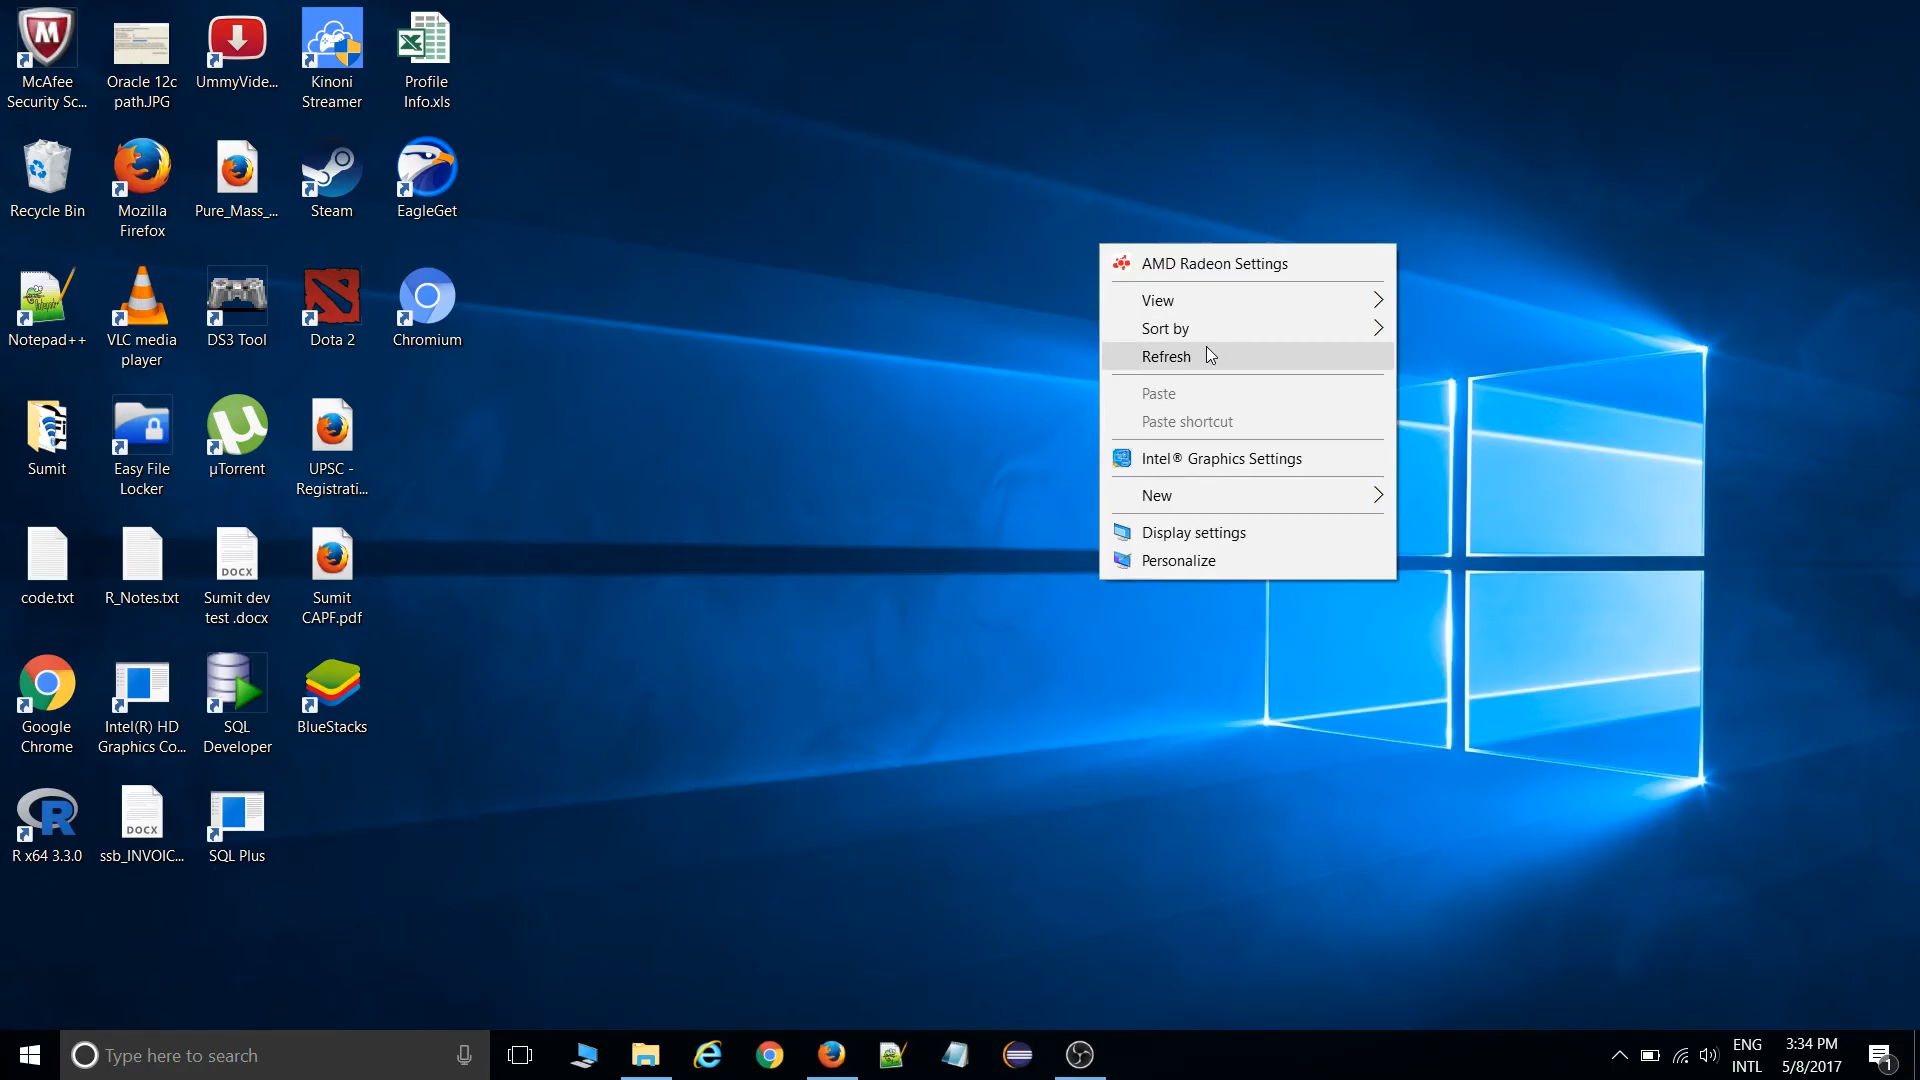 McAfee
Security Sc...
Oracle 12c
path.JPG
UmmyVide...
Kinoni
Streamer
Profile
Info.xls
Recycle Bin
Mozilla
Firefox
Pure_Mass_...
Steam
EagleGet
Notepad++
VLC media
player
DS3 Tool
Dota 2
Chromium
Sumit
Easy File
Locker
µTorrent
UPSC -
Registrati...
code.txt
R_Notes.txt
DOCX
Sumit dev
test .docx
Sumit
CAPF.pdf
Google
Chrome
Intel(R) HD
Graphics Co...
SQL
Developer
BlueStacks
R x64 3.3.0
DOCX
ssb_INVOIC...
SQL Plus
AMD Radeon Settings
View
Sort by
Refresh
Paste
Paste shortcut
Intel® Graphics Settings
New
Display settings
Personalize
Type here to search
ENG
INTL
3:34 PM
5/8/2017
1